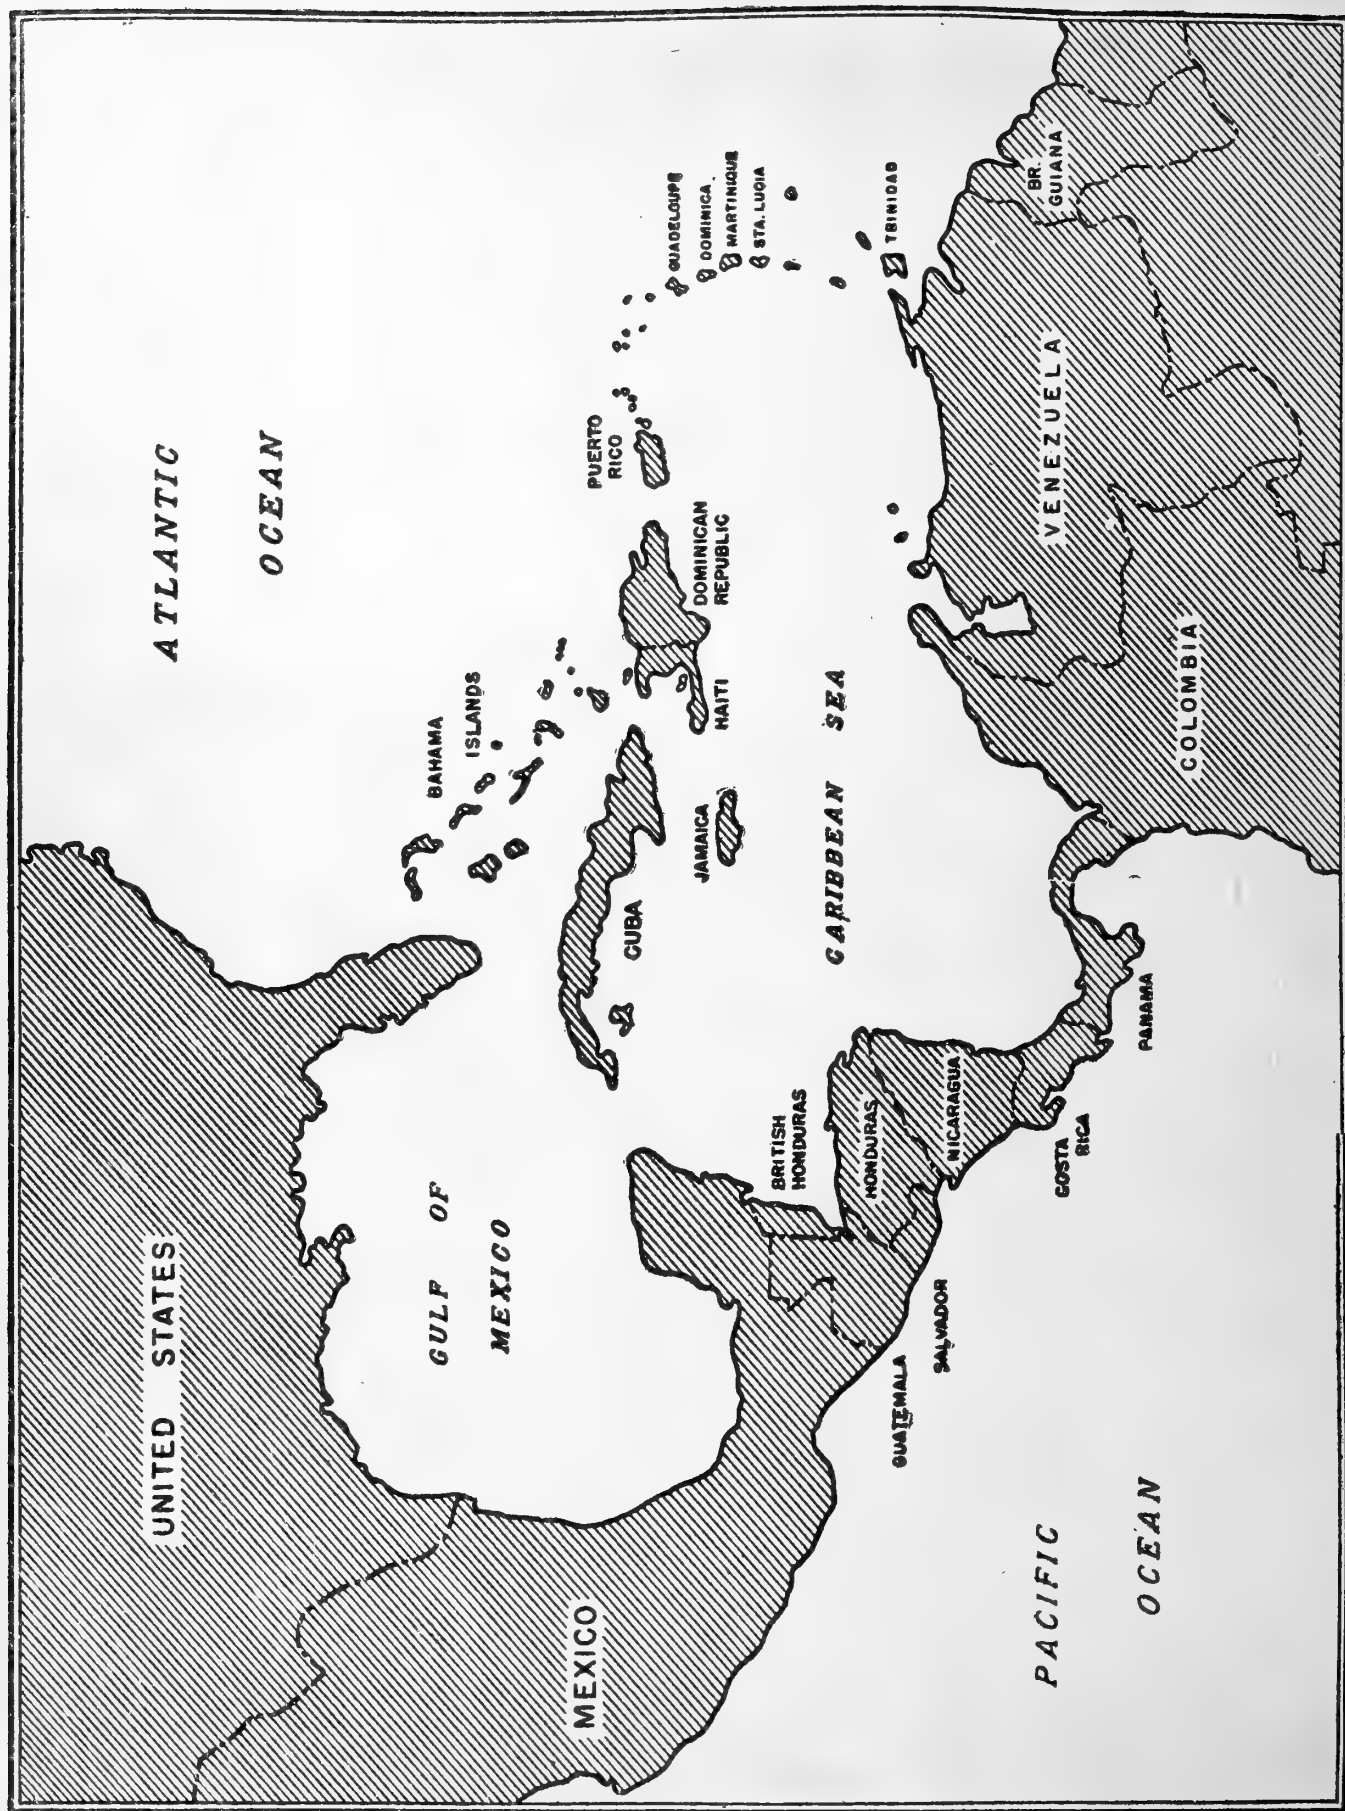 UNITED STATES
ATLANTIC
OCEAN
BAHAMA
ISLANDS
GULF OF
MEXICO
MEXICO
CUBA
PUERTO
RICO
DOMINICAN
REPUBLIC
HAITI
JAMAICA
GUADELOUPE
DOMINICA
MARTINIQUE
STA. LUCIA
TRINIDAD
CARIBBEAN SEA
BRITISH
HONDURAS
HONDURAS
NICARAGUA
GUATEMALA
SALVADOR
COSTA
RICA
PANAMA
BR.
GUIANA
VENEZUELA
COLOMBIA
PACIFIC
OCEAN